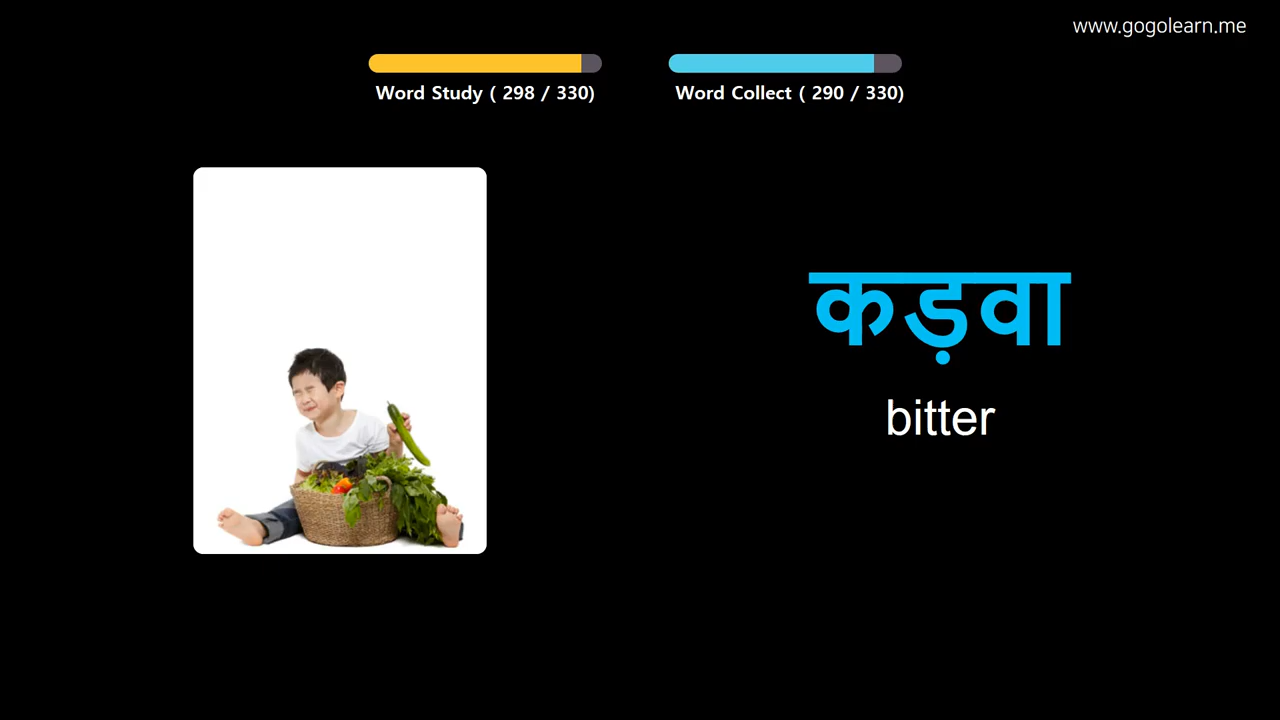 www.gogolearn.me
Word Study ( 298 / 330)
Word Collect ( 290 / 330)
कड़वा
bitter